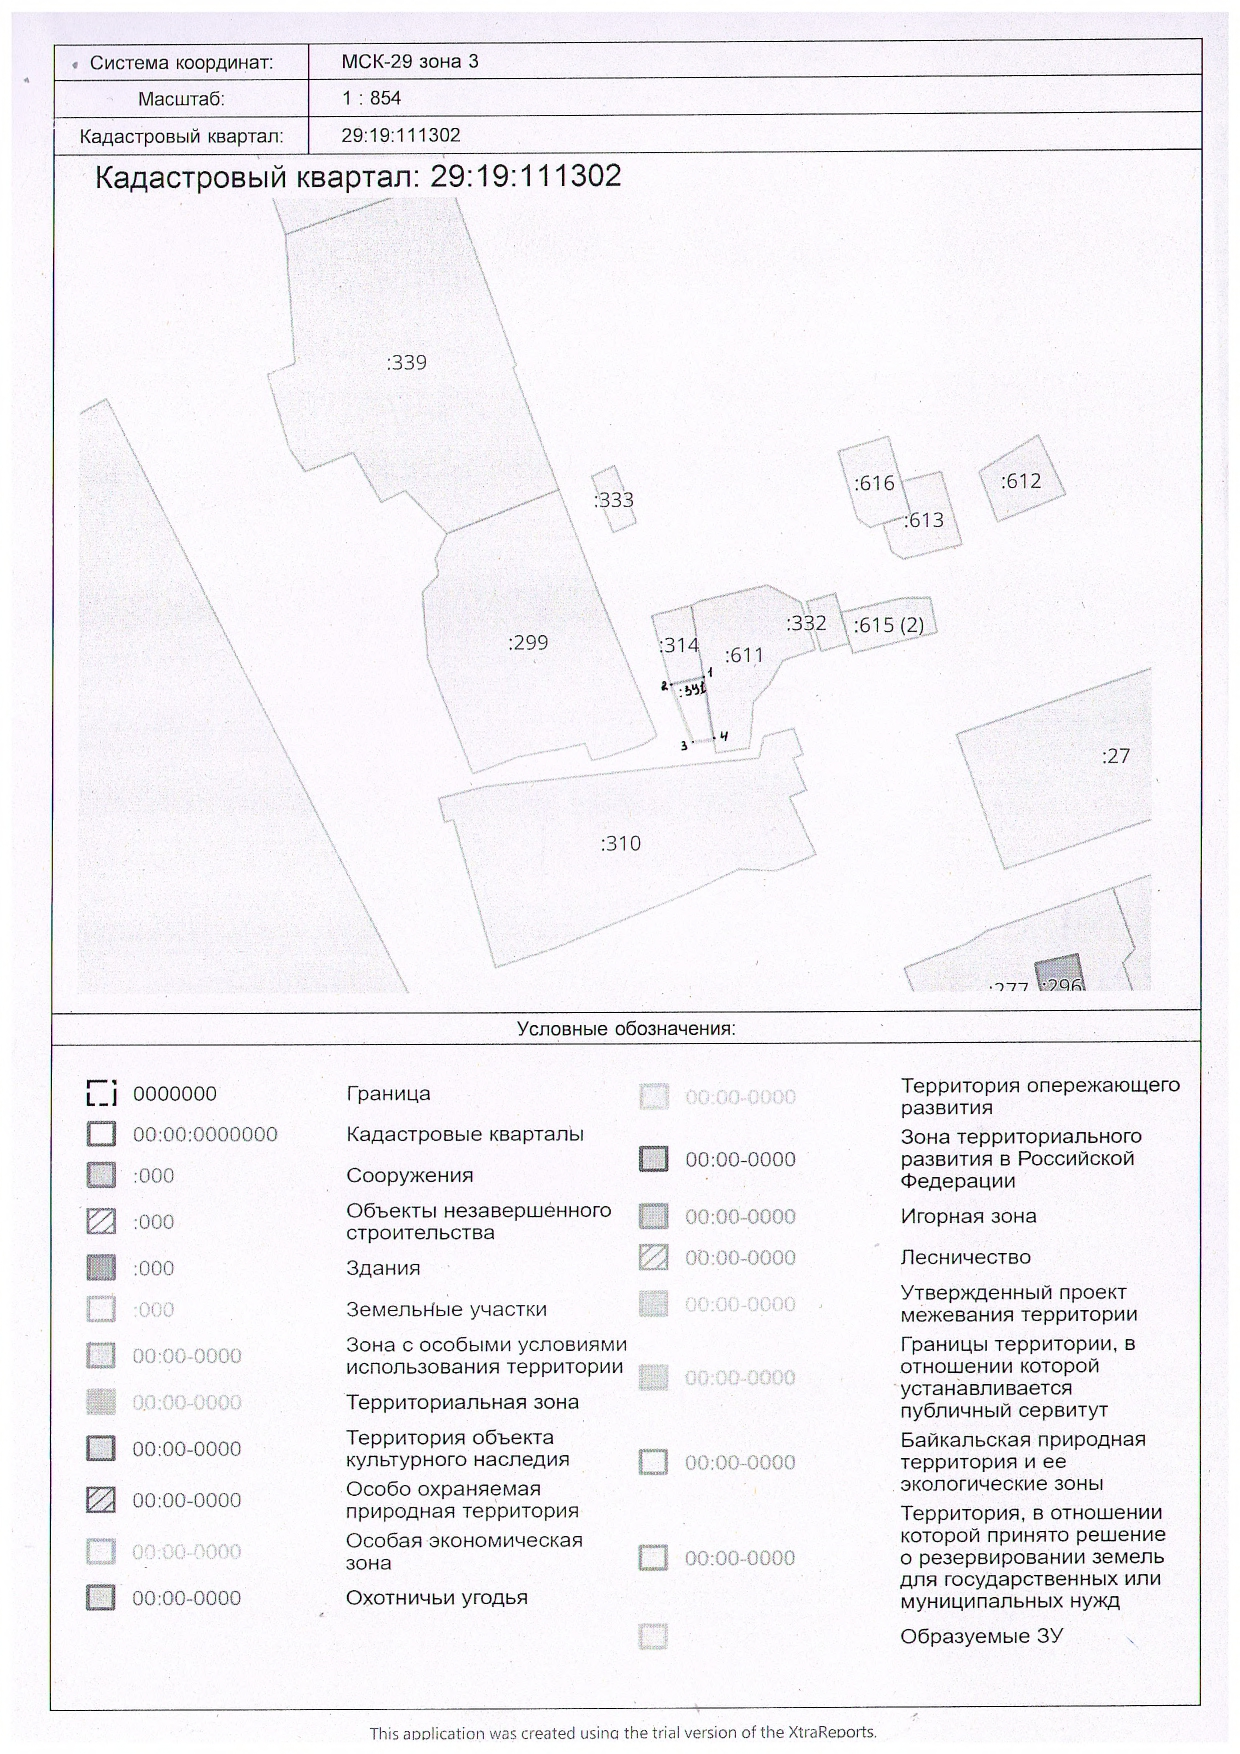 Система координат: МСК-29 зона 3
Масштаб: 1 : 854
Кадастровый квартал: 29:19:111302
Кадастровый квартал: 29:19:111302
:339
:333
:616
:612
:613
:299
:314
:611
:332
:615 (2)
1
2
3
4
:27
:310
:277
:296
Условные обозначения:
0000000 Граница
00:00:0000000 Кадастровые кварталы
:000 Сооружения
:000 Объекты незавершенного
строительства
:000 Здания
:000 Земельные участки
00:00-0000 Зона с особыми условиями
использования территории
00:00-0000 Территориальная зона
00:00-0000 Территория объекта
культурного наследия
00:00-0000 Особо охраняемая
природная территория
00:00-0000 Особая экономическая
зона
00:00-0000 Охотничьи угодья
00:00-0000 Территория опережающего
развития
00:00-0000 Зона территориального
развития в Российской
Федерации
00:00-0000 Игорная зона
00:00-0000 Лесничество
00:00-0000 Утвержденный проект
межевания территории
00:00-0000 Границы территории, в
отношении которой
устанавливается
публичный сервитут
00:00-0000 Байкальская природная
территория и ее
экологические зоны
00:00-0000 Территория, в отношении
которой принято решение
о резервировании земель
для государственных или
муниципальных нужд
Образуемые ЗУ
This application was created using the trial version of the XtraReports.